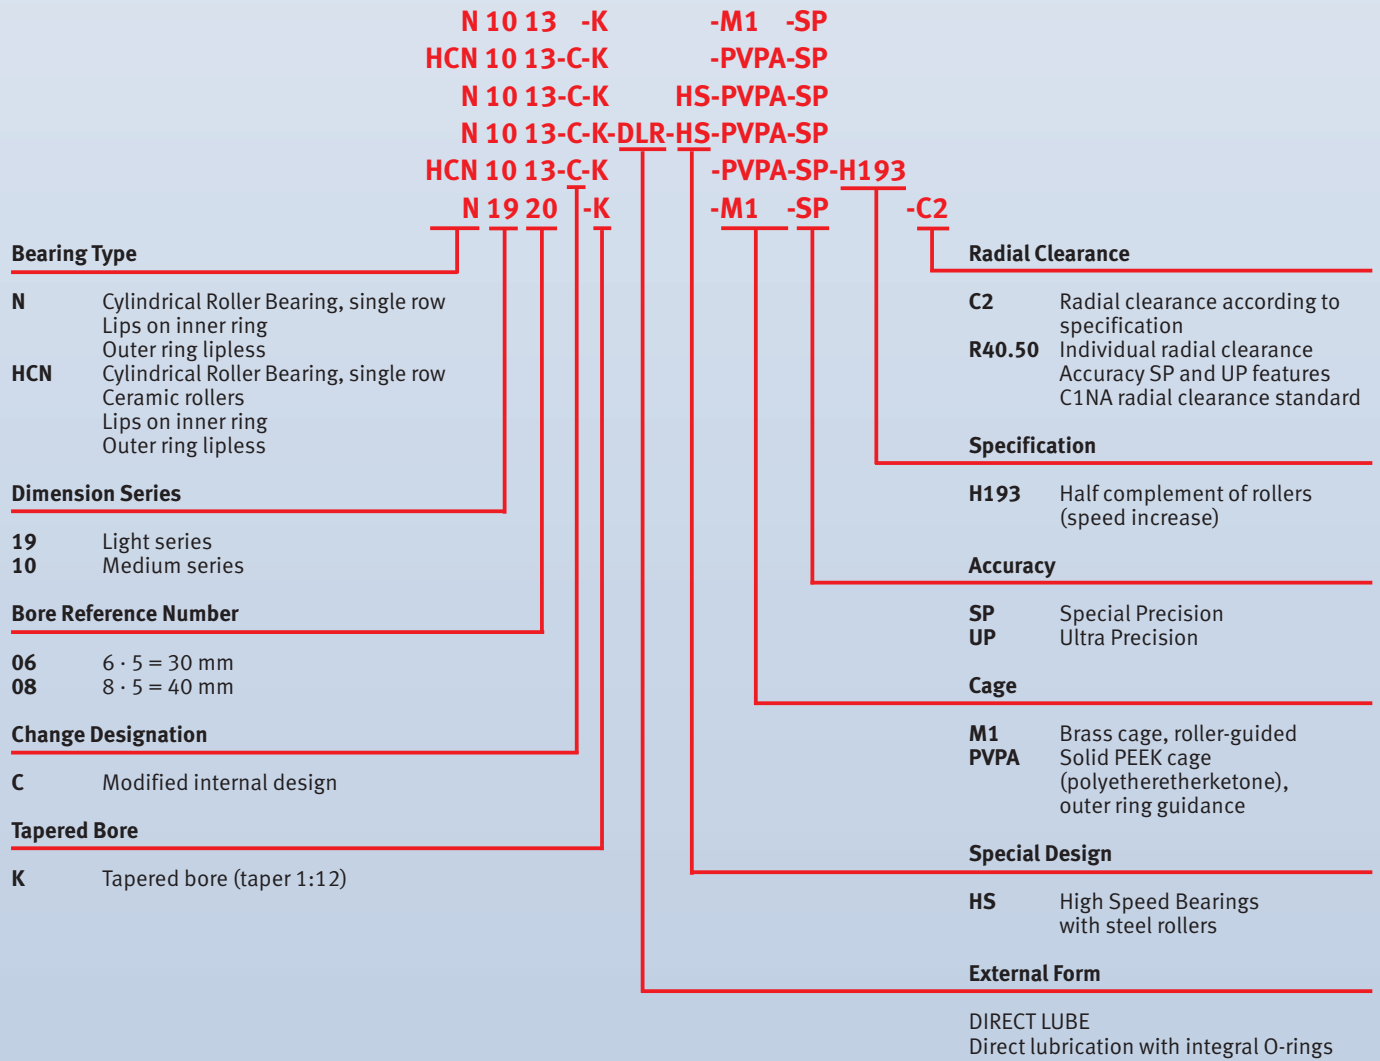 N 10 13 -K -M1 -SP
HCN 10 13-C-K -PVPA-SP
N 10 13-C-K HS-PVPA-SP
N 10 13-C-K-DLR-HS-PVPA-SP
HCN 10 13-C-K -PVPA-SP-H193
N 19 20 -K -M1 -SP -C2
Bearing Type
N Cylindrical Roller Bearing, single row
Lips on inner ring
Outer ring lipless
HCN Cylindrical Roller Bearing, single row
Ceramic rollers
Lips on inner ring
Outer ring lipless
Dimension Series
19 Light series
10 Medium series
Bore Reference Number
06 6 · 5 = 30 mm
08 8 · 5 = 40 mm
Change Designation
C Modified internal design
Tapered Bore
K Tapered bore (taper 1:12)
Radial Clearance
C2 Radial clearance according to
specification
R40.50 Individual radial clearance
Accuracy SP and UP features
C1NA radial clearance standard
Specification
H193 Half complement of rollers
(speed increase)
Accuracy
SP Special Precision
UP Ultra Precision
Cage
M1 Brass cage, roller-guided
PVPA Solid PEEK cage
(polyetheretherketone),
outer ring guidance
Special Design
HS High Speed Bearings
with steel rollers
External Form
DIRECT LUBE
Direct lubrication with integral O-rings